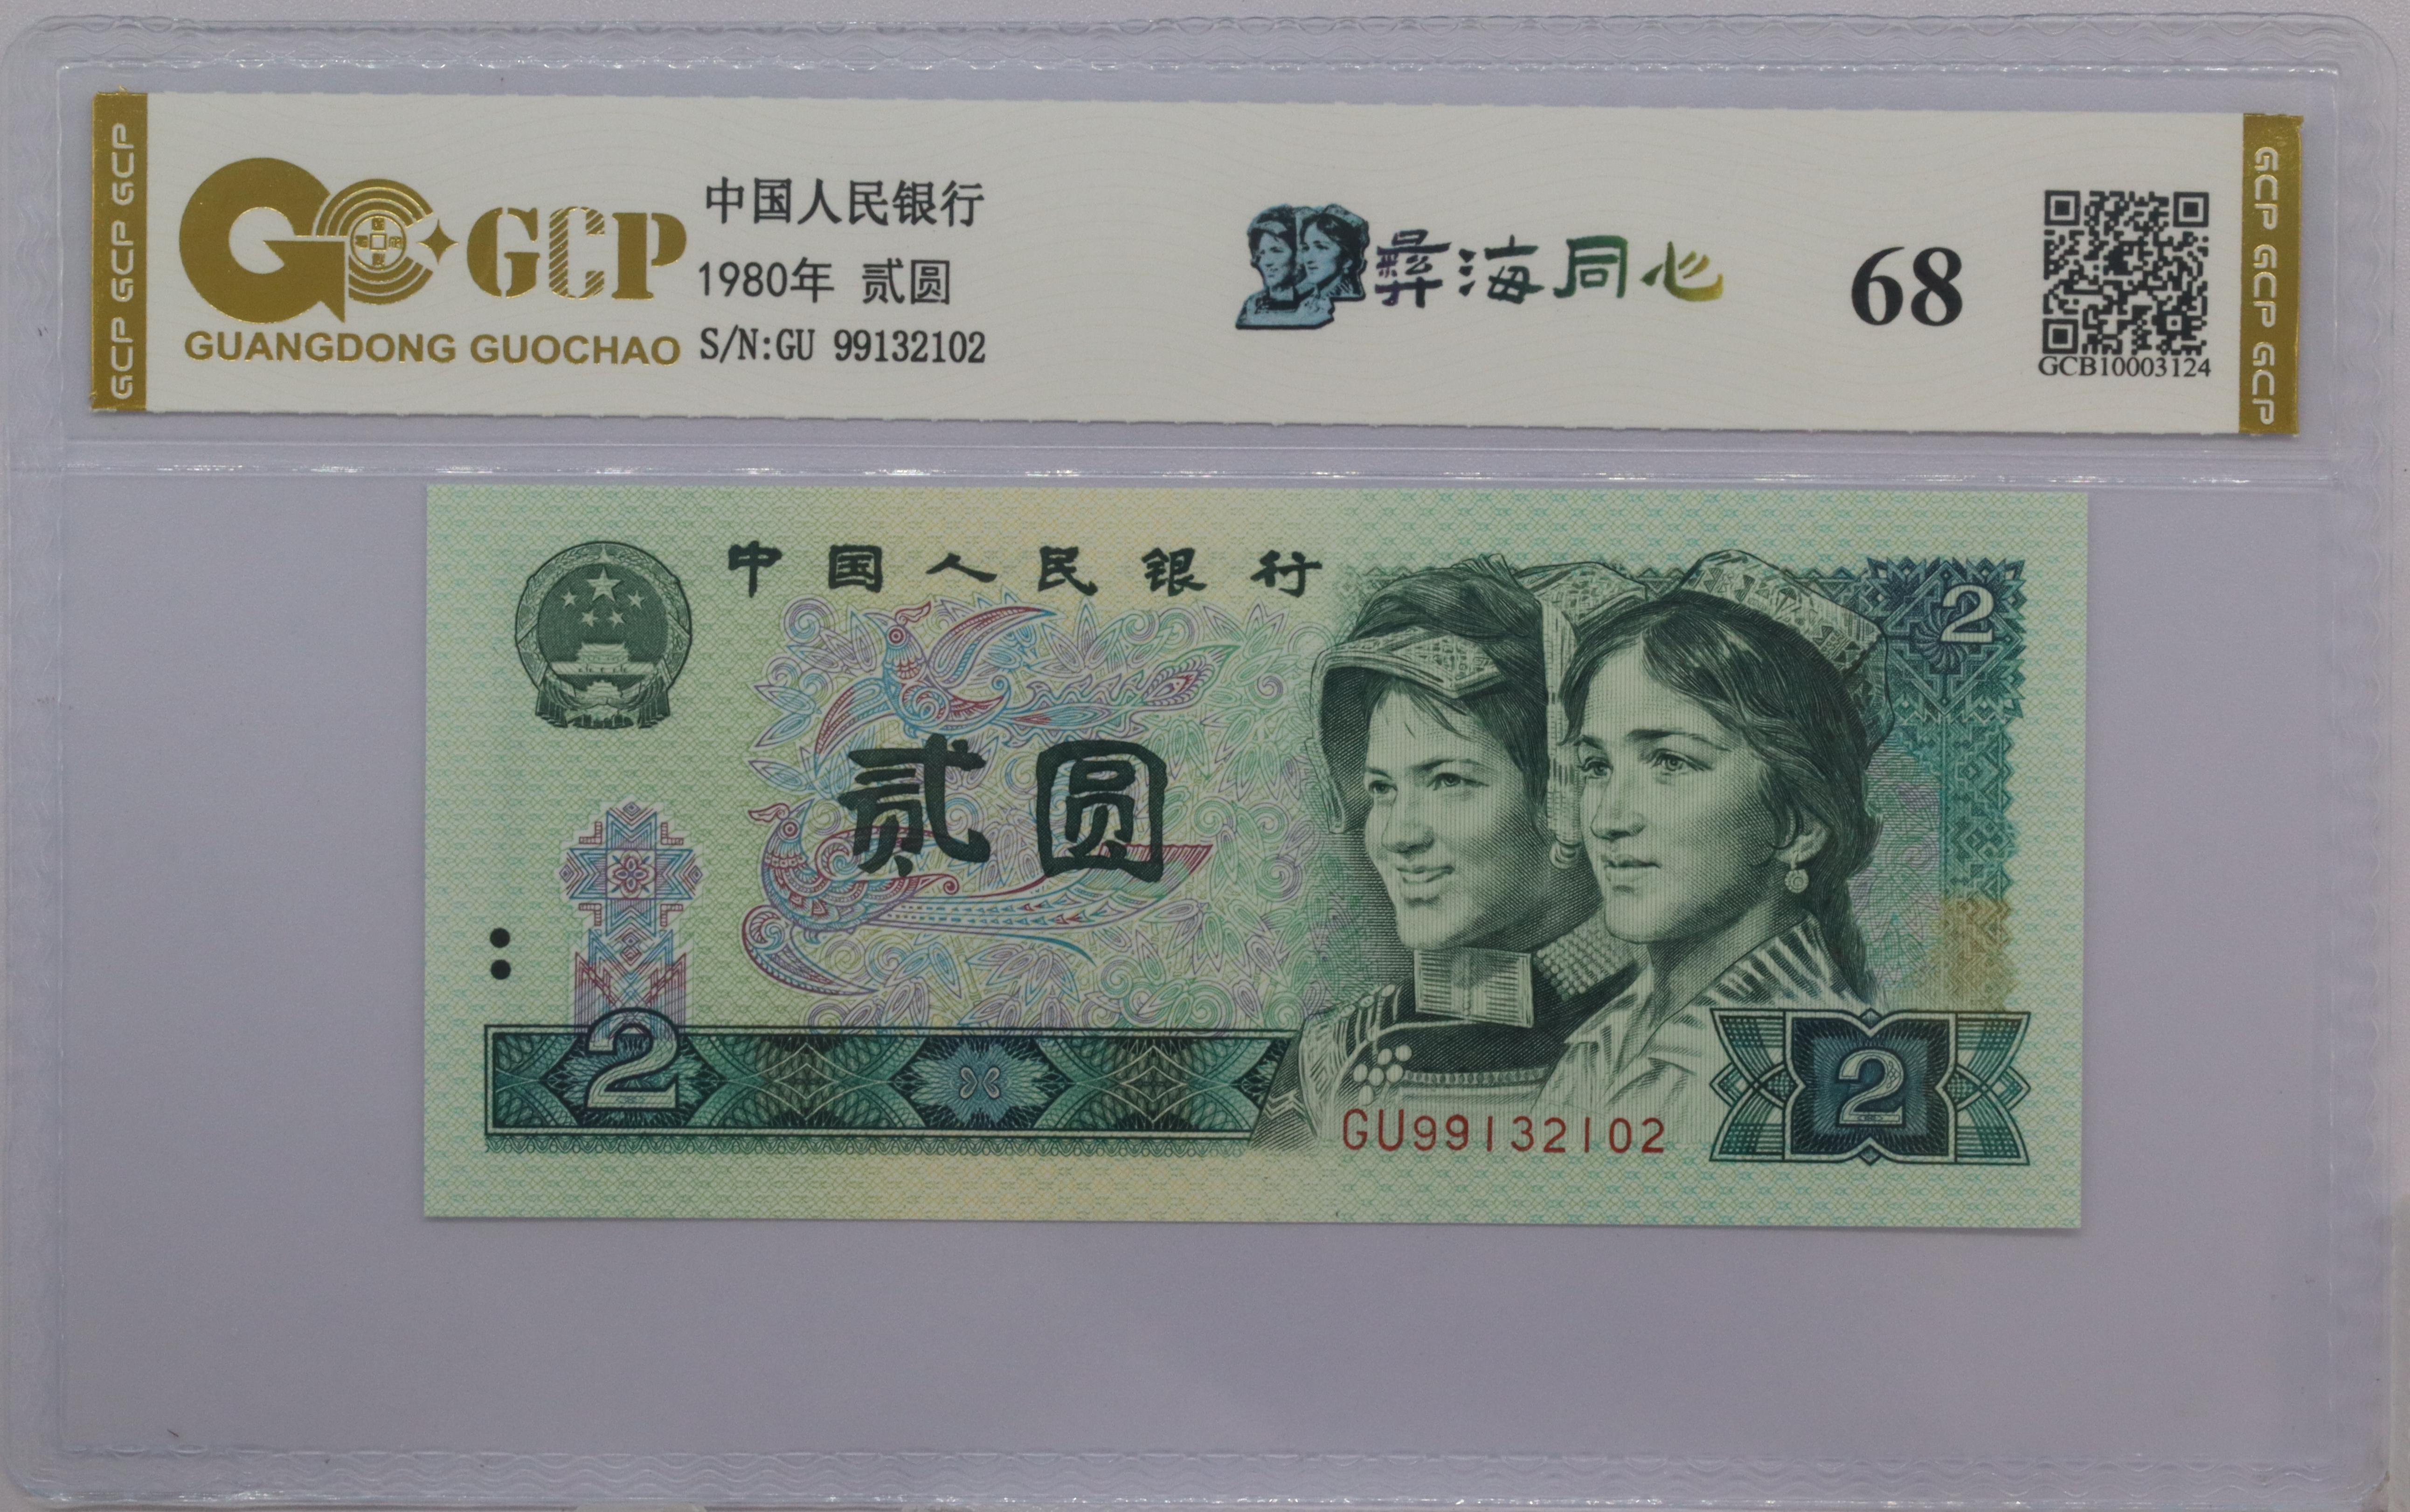 GCP GCP GCP
GCP
GUANGDONG GUOCHAO
中国人民银行
1980年 贰圆
S/N:GU 99132102
彝海同心
68
GCB10003124
GCP GCP GCP
中国人民银行
2
贰圆
2
GU99132102
2